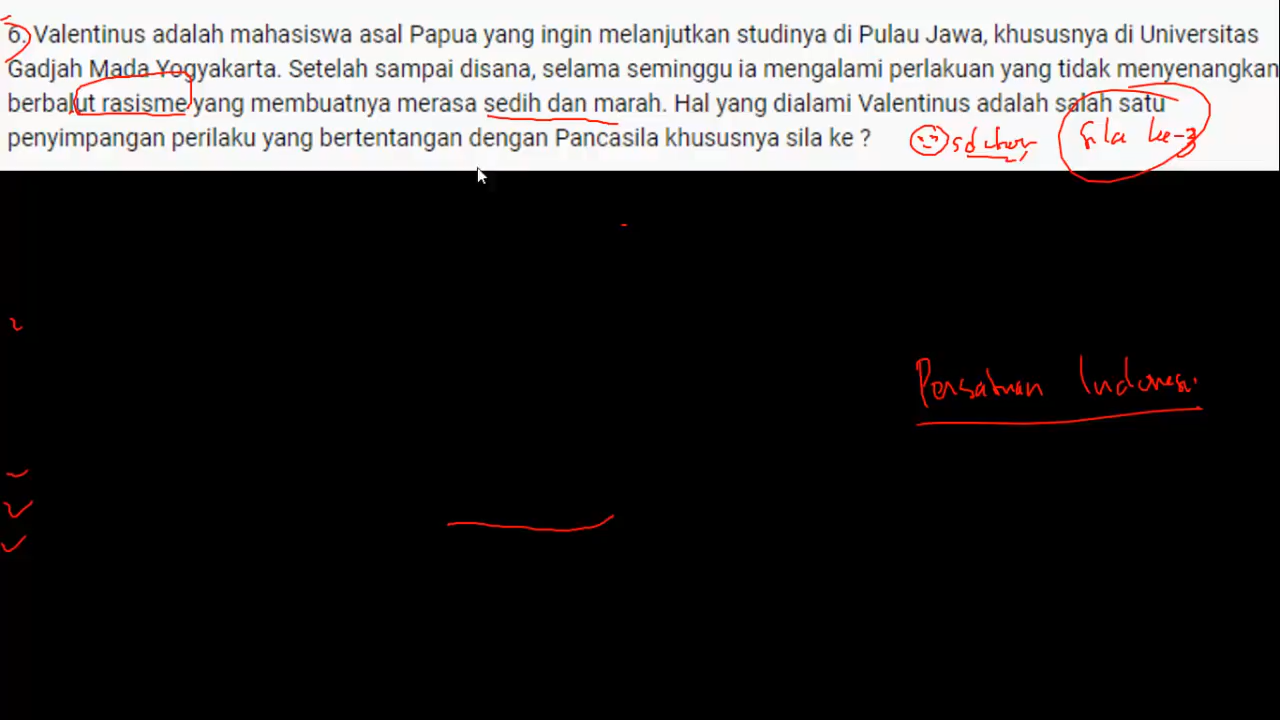 6. Valentinus adalah mahasiswa asal Papua yang ingin melanjutkan studinya di Pulau Jawa, khususnya di Universitas
Gadjah Mada Yogyakarta. Setelah sampai disana, selama seminggu ia mengalami perlakuan yang tidak menyenangkan
berbalut rasisme yang membuatnya merasa sedih dan marah. Hal yang dialami Valentinus adalah salah satu
penyimpangan perilaku yang bertentangan dengan Pancasila khususnya sila ke ?
Sila ke-3
Persatuan Indonesi.